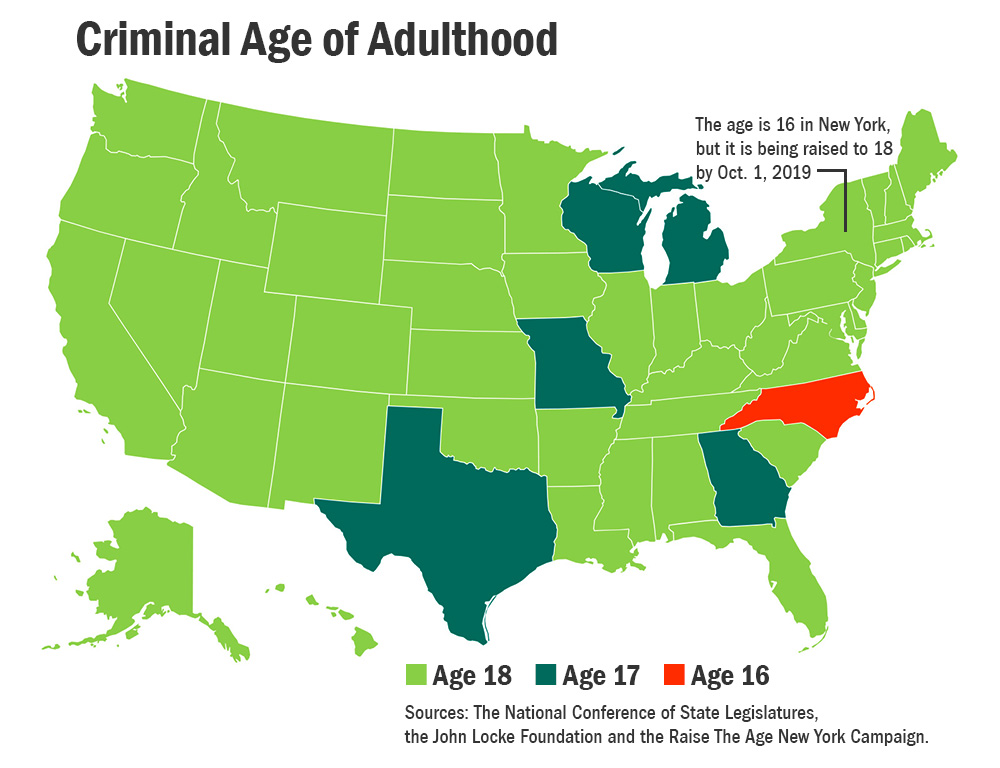 Criminal Age of Adulthood
The age is 16 in New York,
but it is being raised to 18
by Oct. 1, 2019
Age 18 Age 17 Age 16
Sources: The National Conference of State Legislatures,
the John Locke Foundation and the Raise The Age New York Campaign.